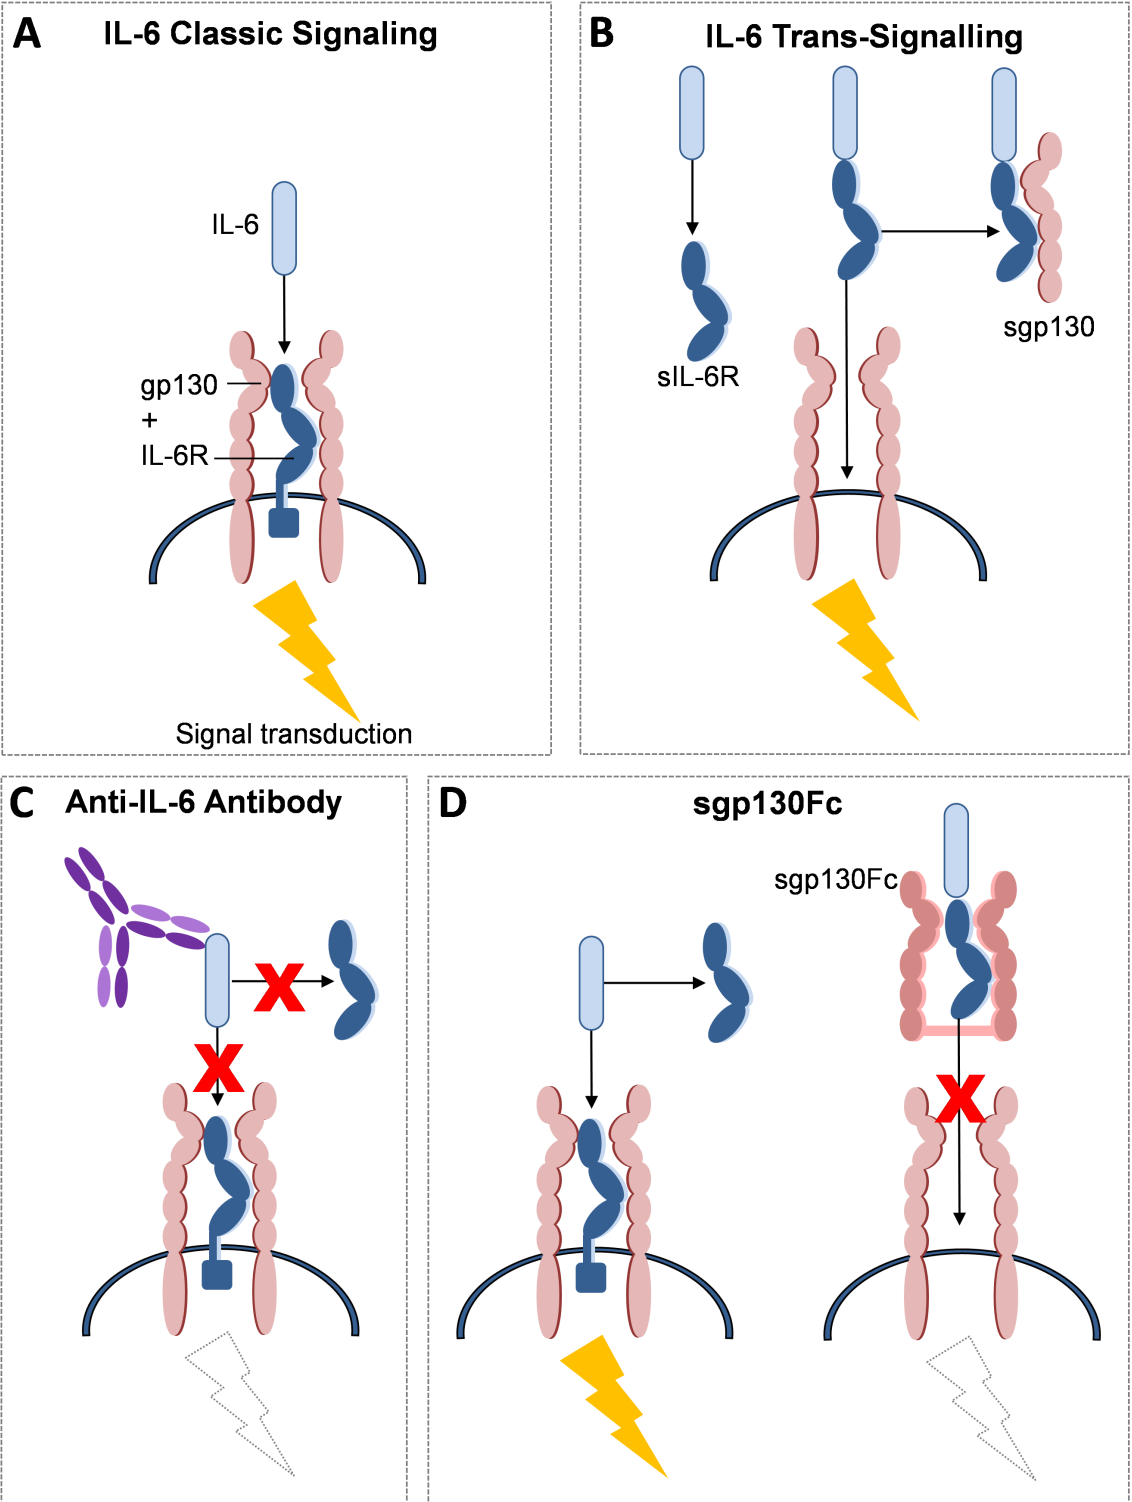 A
IL-6 Classic Signaling
IL-6
gp130
+
IL-6R
Signal transduction
B
IL-6 Trans-Signalling
sIL-6R
sgp130
C
Anti-IL-6 Antibody
X
X
D
sgp130Fc
sgp130Fc
X